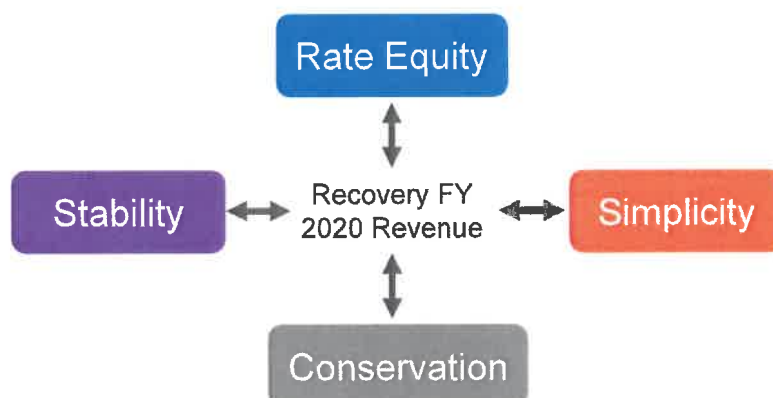 Rate Equity
Stability
Recovery FY
2020 Revenue
Simplicity
Conservation